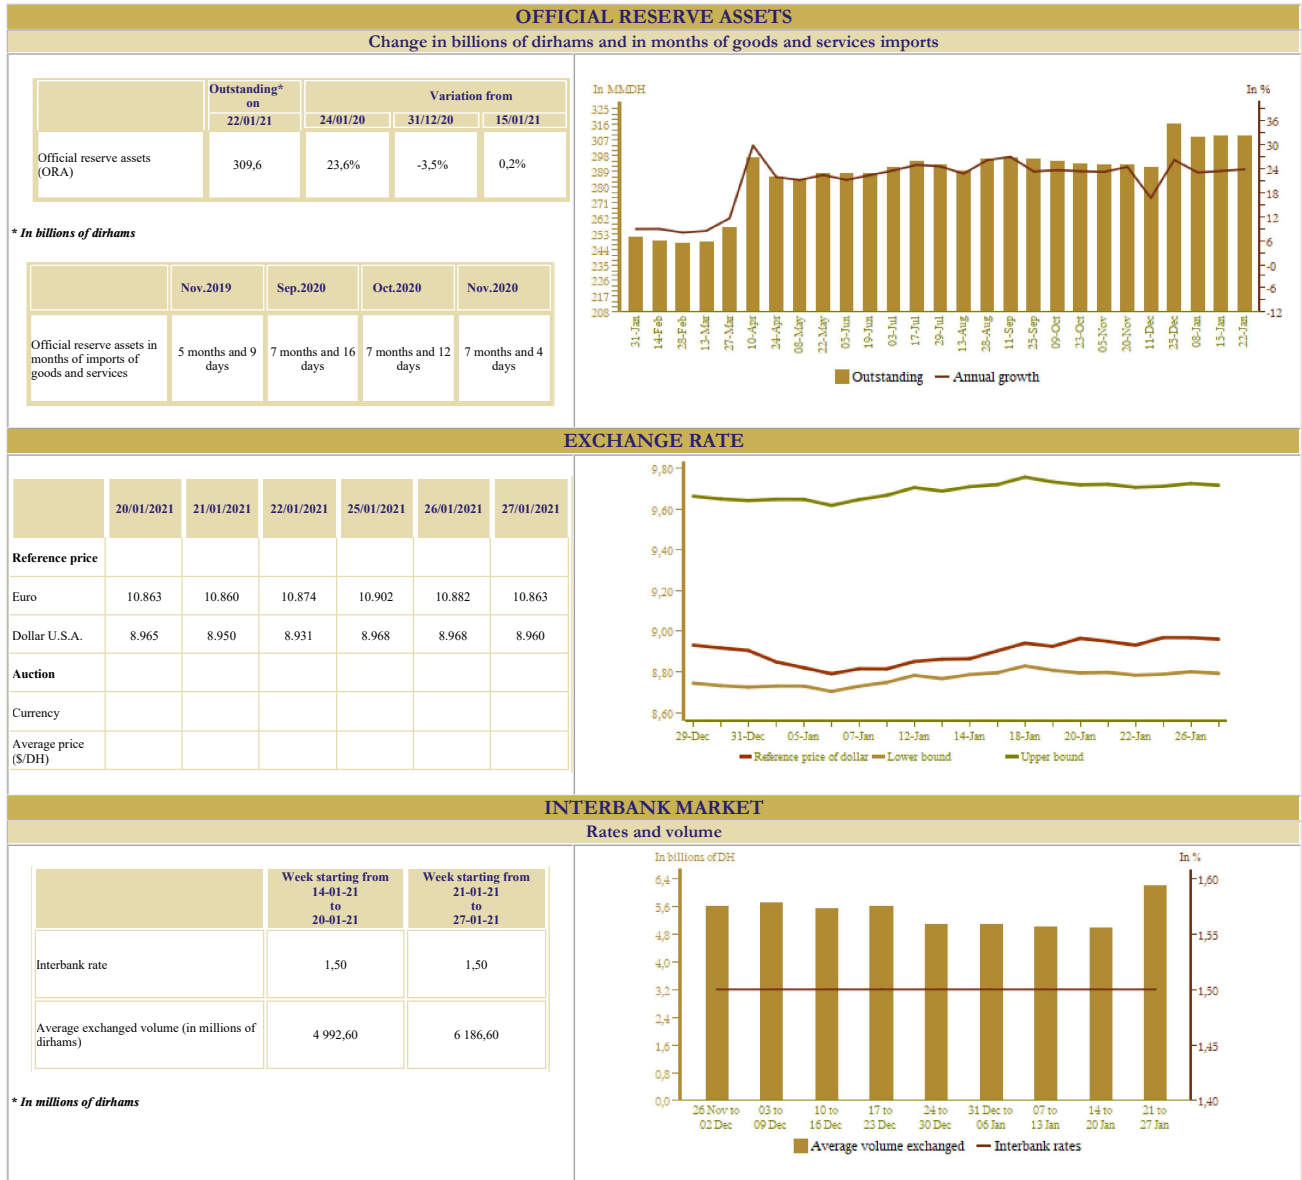 OFFICIAL RESERVE ASSETS
Change in billions of dirhams and in months of goods and services imports
Outstanding*
on
Variation from
22/01/21 24/01/20 31/12/20 15/01/21
Official reserve assets
(ORA)
309,6 23,6% -3,5% 0,2%
* In billions of dirhams
Nov.2019 Sep.2020 Oct.2020 Nov.2020
Official reserve assets in
months of imports of
goods and services
5 months and 9
days
7 months and 16
days
7 months and 12
days
7 months and 4
days
In MMDH
In %
325
316
307
298
289
280
271
262
253
244
235
226
217
208
36
30
24
18
12
6
-0
-6
-12
31-Jan
14-Feb
28-Feb
13-Mar
27-Mar
10-Apr
24-Apr
08-May
22-May
05-Jun
19-Jun
03-Jul
17-Jul
29-Jul
13-Aug
28-Aug
11-Sep
25-Sep
09-Oct
23-Oct
05-Nov
20-Nov
11-Dec
25-Dec
08-Jan
15-Jan
22-Jan
Outstanding Annual growth
EXCHANGE RATE
20/01/2021 21/01/2021 22/01/2021 25/01/2021 26/01/2021 27/01/2021
Reference price
Euro 10.863 10.860 10.874 10.902 10.882 10.863
Dollar U.S.A. 8.965 8.950 8.931 8.968 8.968 8.960
Auction
Currency
Average price
($/DH)
9,80
9,60
9,40
9,20
9,00
8,80
8,60
29-Dec 31-Dec 05-Jan 07-Jan 12-Jan 14-Jan 18-Jan 20-Jan 22-Jan 26-Jan
Reference price of dollar Lower bound Upper bound
INTERBANK MARKET
Rates and volume
Week starting from
14-01-21
to
20-01-21
Week starting from
21-01-21
to
27-01-21
Interbank rate 1,50 1,50
Average exchanged volume (in millions of
dirhams)
4 992,60 6 186,60
* In millions of dirhams
In billions of DH
In %
6,4
5,6
4,8
4,0
3,2
2,4
1,6
0,8
0,0
1,60
1,55
1,50
1,45
1,40
26 Nov to
02 Dec
03 to
09 Dec
10 to
16 Dec
17 to
23 Dec
24 to
30 Dec
31 Dec to
06 Jan
07 to
13 Jan
14 to
20 Jan
21 to
27 Jan
Average volume exchanged Interbank rates